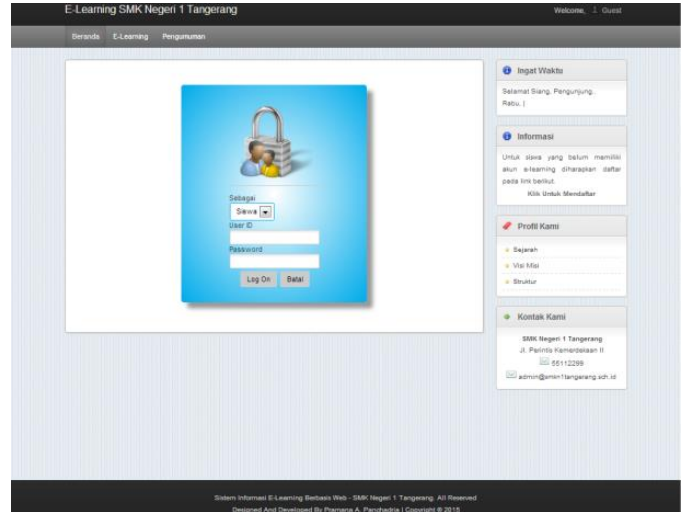 E-Learning SMK Negeri 1 Tangerang
Welcome, Guest
Beranda E-Learning Pengumuman
Sebagai
Siswa
User ID
Password
Log On Batal
Ingat Waktu
Selamat Siang, Pengunjung,
Rabu, |
Informasi
Untuk siswa yang belum memiliki
akun e-learning diharapkan daftar
pada link berikut.
Klik Untuk Mendaftar
Profil Kami
Sejarah
Visi Misi
Struktur
Kontak Kami
SMK Negeri 1 Tangerang
Jl. Perintis Kemerdekaan II
55112299
admin@smkn1tangerang.sch.id
Sistem Informasi E-Learning Berbasis Web - SMK Negeri 1 Tangerang. All Reserved
Designed And Developed By Pramana A. Panchadria | Copyright © 2015